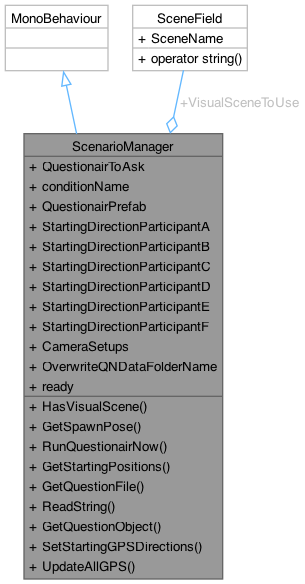 MonoBehaviour
SceneField
+ SceneName
+ operator string()
+VisualSceneToUse
ScenarioManager
+ QuestionairToAsk
+ conditionName
+ QuestionairPrefab
+ StartingDirectionParticipantA
+ StartingDirectionParticipantB
+ StartingDirectionParticipantC
+ StartingDirectionParticipantD
+ StartingDirectionParticipantE
+ StartingDirectionParticipantF
+ CameraSetups
+ OverwriteQNDataFolderName
+ ready
+ HasVisualScene()
+ GetSpawnPose()
+ RunQuestionairNow()
+ GetStartingPositions()
+ GetQuestionFile()
+ ReadString()
+ GetQuestionObject()
+ SetStartingGPSDirections()
+ UpdateAllGPS()